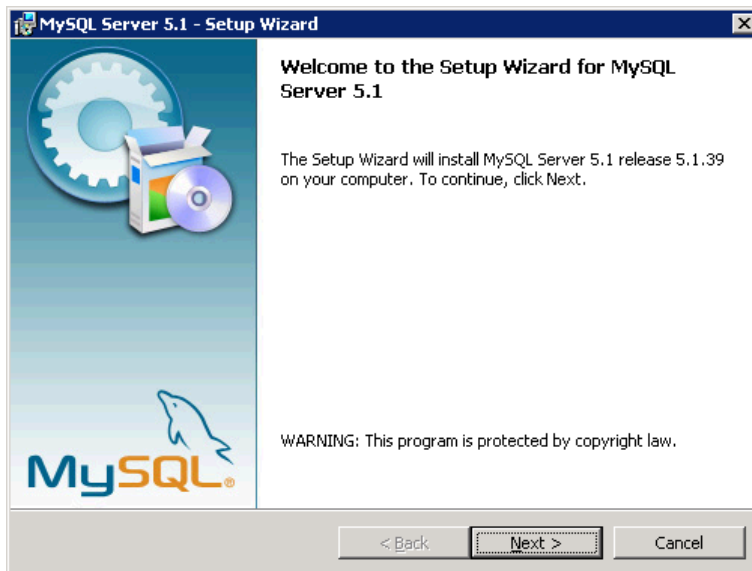 MySQL Server 5.1 - Setup Wizard
Welcome to the Setup Wizard for MySQL
Server 5.1
The Setup Wizard will install MySQL Server 5.1 release 5.1.39
on your computer. To continue, click Next.
WARNING: This program is protected by copyright law.
MySQL®
< Back
Next >
Cancel